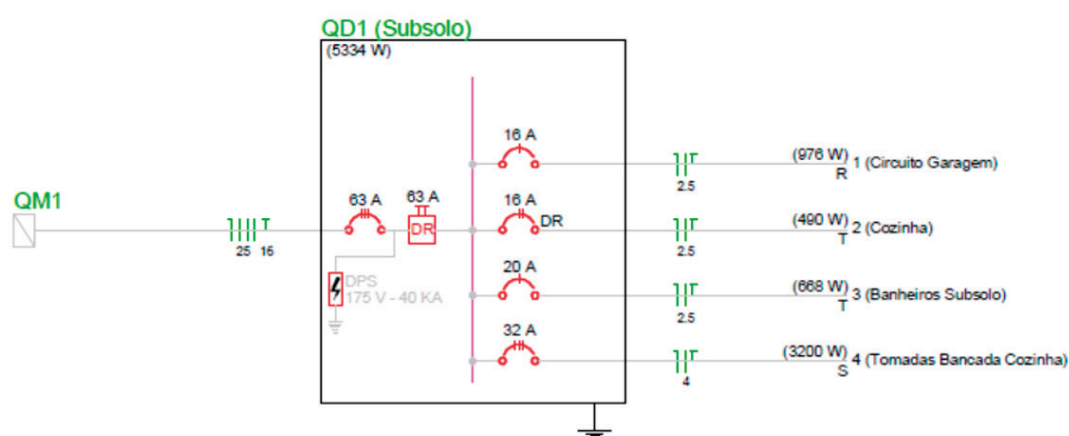 QD1 (Subsolo)
(5334 W)
16 A
(976 W) 1 (Circuito Garagem)
R
2.5
QM1
63 A
63 A
DR
16 A
DR
(490 W) 2 (Cozinha)
T
25 16
2.5
DPS
175 V - 40 KA
20 A
(668 W) 3 (Banheiros Subsolo)
T
2.5
32 A
(3200 W) 4 (Tomadas Bancada Cozinha)
S
4